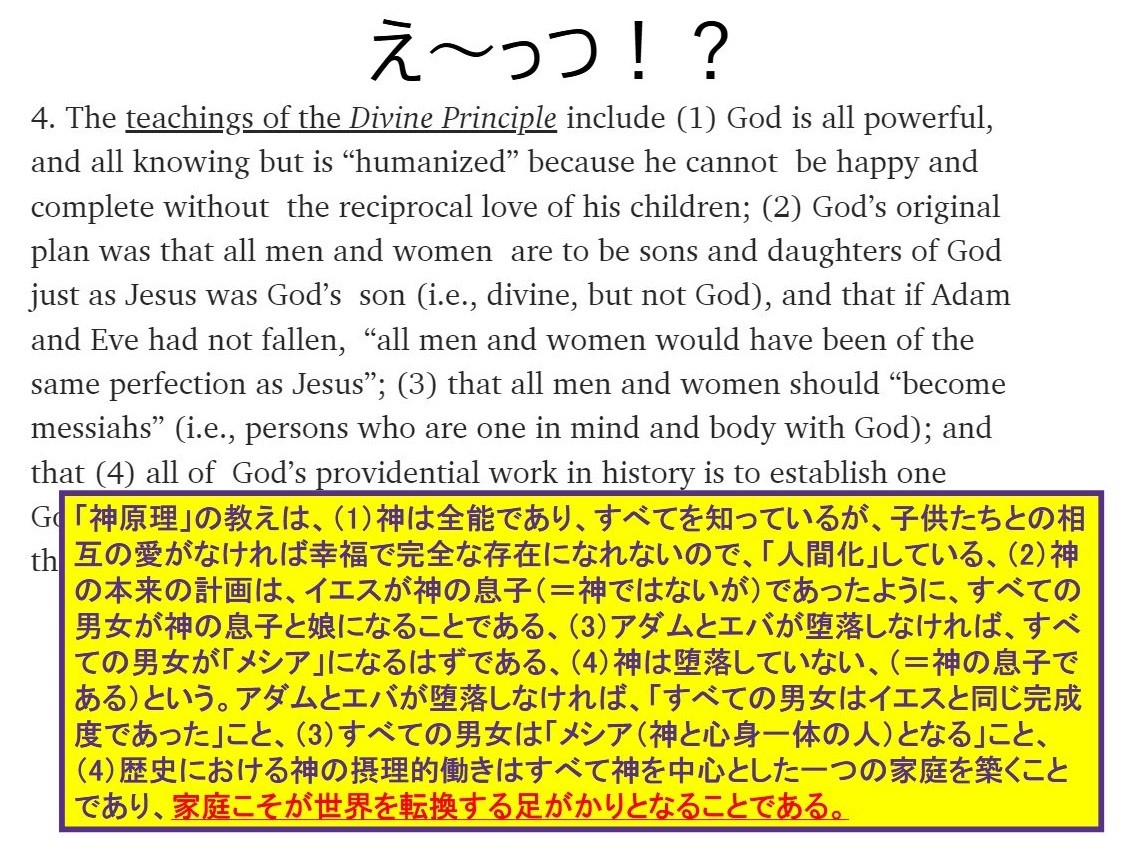 え～っつ！？
4. The teachings of the Divine Principle include (1) God is all powerful,
and all knowing but is “humanized” because he cannot be happy and
complete without the reciprocal love of his children; (2) God’s original
plan was that all men and women are to be sons and daughters of God
just as Jesus was God’s son (i.e., divine, but not God), and that if Adam
and Eve had not fallen, “all men and women would have been of the
same perfection as Jesus”; (3) that all men and women should “become
messiahs” (i.e., persons who are one in mind and body with God); and
that (4) all of God’s providential work in history is to establish one
「神原理」の教えは、（１）神は全能であり、すべてを知っているが、子供たちとの相
互の愛がなければ幸福で完全な存在になれないので、「人間化」している、（２）神
の本来の計画は、イエスが神の息子（＝神ではないが）であったように、すべての
男女が神の息子と娘になることである、（３）アダムとエバが堕落しなければ、すべ
ての男女が「メシア」になるはずである、（４）神は堕落していない、（＝神の息子で
ある）という。アダムとエバが堕落しなければ、「すべての男女はイエスと同じ完成
度であった」こと、（３）すべての男女は「メシア（神と心身一体の人）となる」こと、
（４）歴史における神の摂理的働きはすべて神を中心とした一つの家庭を築くこと
であり、家庭こそが世界を転換する足がかりとなることである。